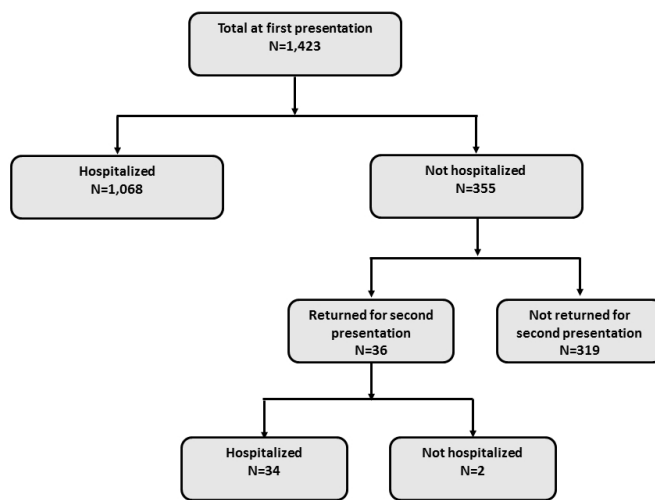 Total at first presentation
N=1,423
Hospitalized
N=1,068
Not hospitalized
N=355
Returned for second
presentation
N=36
Not returned for
second presentation
N=319
Hospitalized
N=34
Not hospitalized
N=2